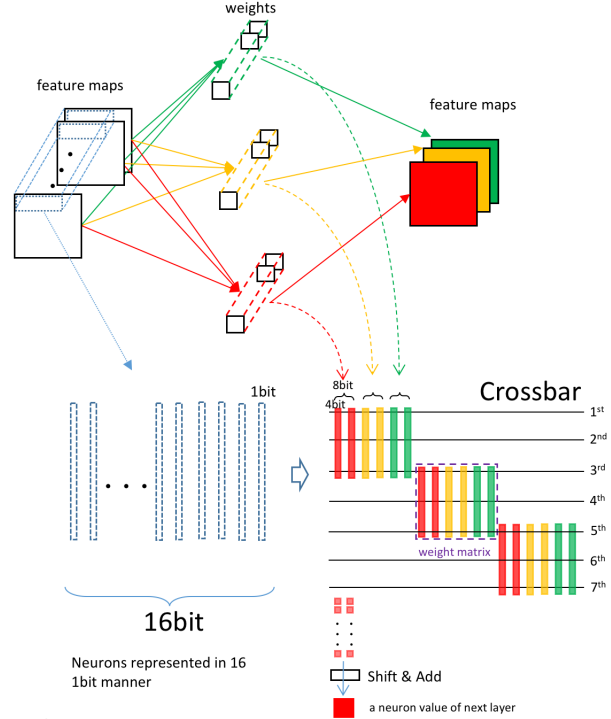 weights
feature maps
feature maps
8bit
4bit
1bit
Crossbar
1st
2nd
3rd
4th
5th
6th
7th
weight matrix
16bit
Neurons represented in 16
1bit manner
Shift & Add
a neuron value of next layer